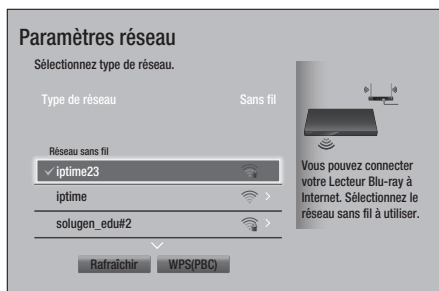 Paramètres réseau
Sélectionnez type de réseau.
Type de rèseau Sans fil
Réseau sans fil
iptime23
iptime
solugen_edu#2
Rafraîchir WPS(PBC)
Vous pouvez connecter
votre Lecteur Blu-ray à
Internet. Sélectionnez le
réseau sans fil à utiliser.